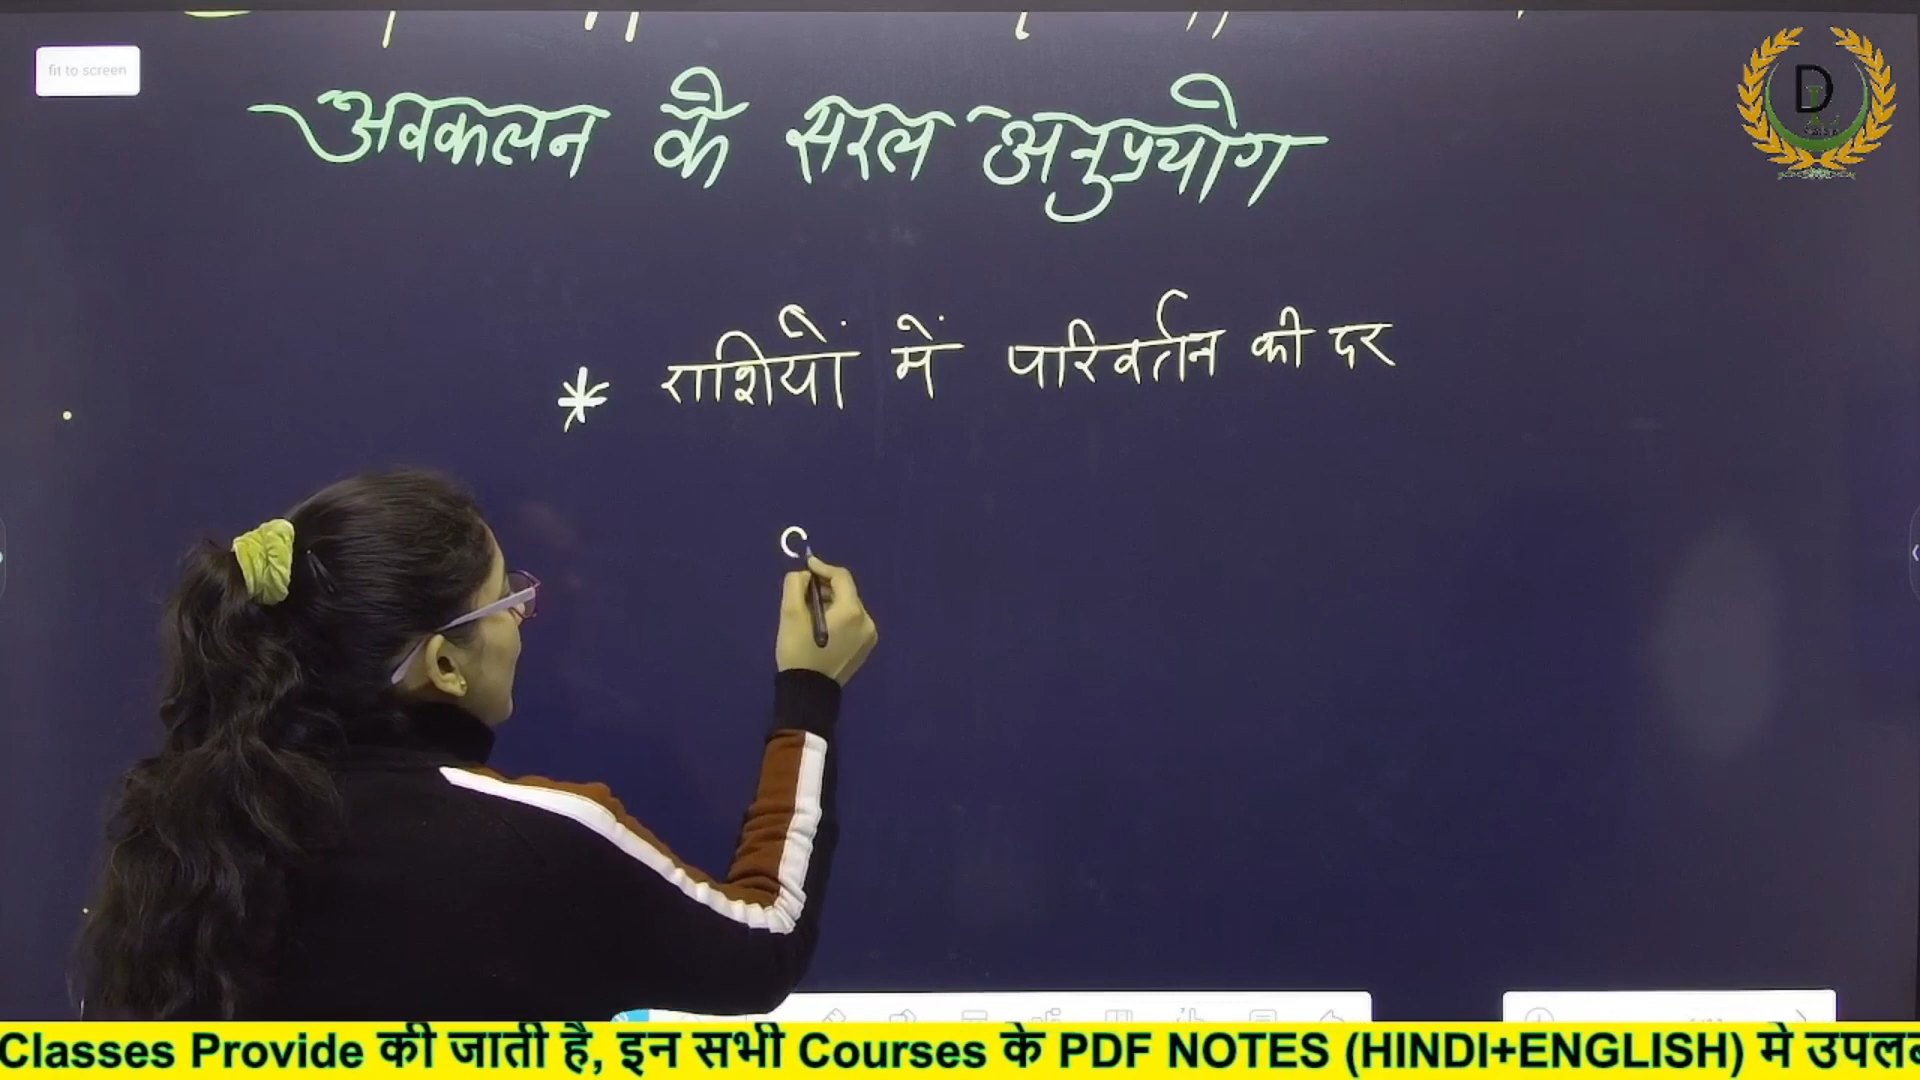 fit to screen
अवकलन के सरल अनुप्रयोग
* राशियों में परिवर्तन की दर
Classes Provide की जाती है, इन सभी Courses के PDF NOTES (HINDI+ENGLISH) मे